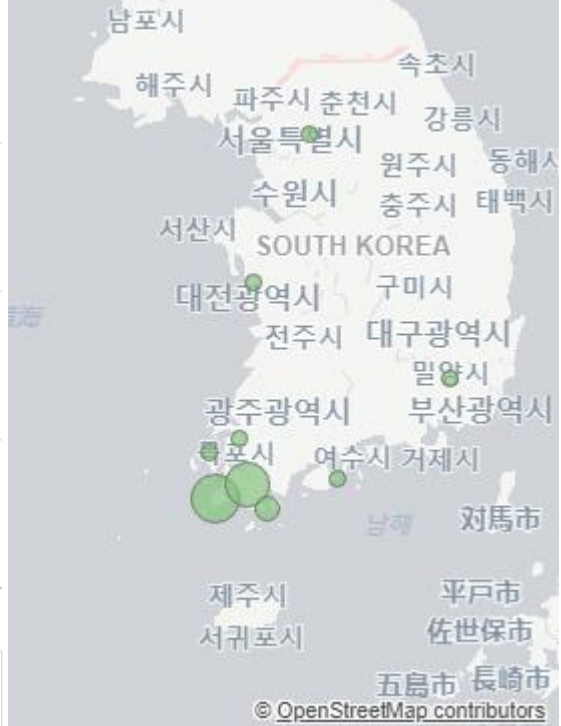 남포시
속초시
해주시
파주시 춘천시
강릉시
서울특별시
원주시 동해시
수원시
충주시 태백시
서산시
SOUTH KOREA
대전광역시
구미시
전주시 대구광역시
밀양시
광주광역시 부산광역시
목포시 여수시 거제시
남해 対馬市
제주시 平戸市
서귀포시 佐世保市
五島市 長崎市
© OpenStreetMap contributors